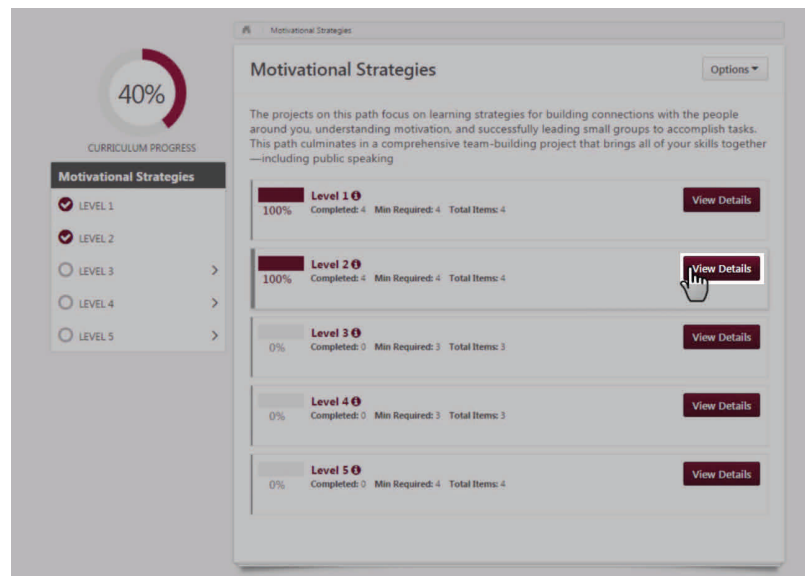 Motivational Strategies
40%
CURRICULUM PROGRESS
Motivational Strategies
LEVEL 1
LEVEL 2
LEVEL 3
LEVEL 4
LEVEL 5
Motivational Strategies
Options
The projects on this path focus on learning strategies for building connections with the people
around you, understanding motivation, and successfully leading small groups to accomplish tasks.
This path culminates in a comprehensive team-building project that brings all of your skills together
—including public speaking
Level 1
100% Completed: 4 Min Required: 4 Total Items: 4
View Details
Level 2
100% Completed: 4 Min Required: 4 Total Items: 4
View Details
Level 3
0% Completed: 0 Min Required: 3 Total Items: 3
View Details
Level 4
0% Completed: 0 Min Required: 3 Total Items: 3
View Details
Level 5
0% Completed: 0 Min Required: 4 Total Items: 4
View Details